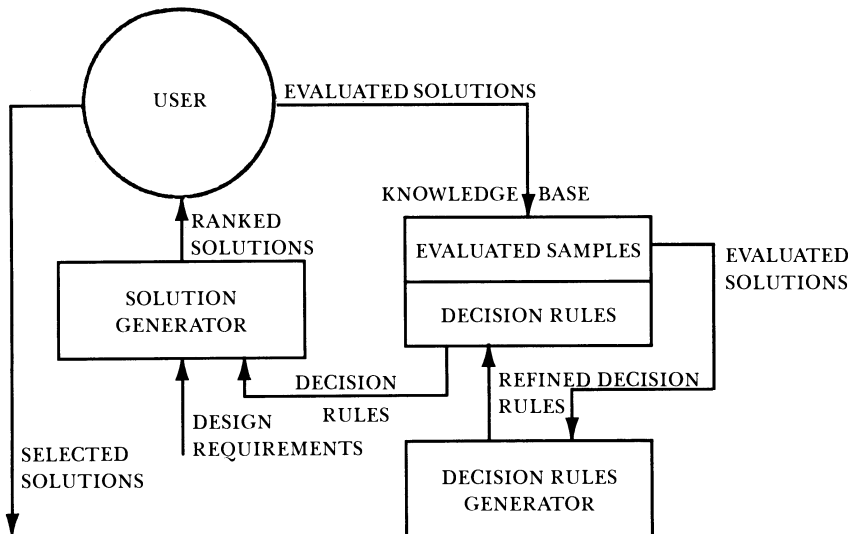 USER
EVALUATED SOLUTIONS
KNOWLEDGE BASE
RANKED
SOLUTIONS
EVALUATED SAMPLES
EVALUATED
SOLUTIONS
SOLUTION
GENERATOR
DECISION RULES
DECISION
RULES
REFINED DECISION
RULES
DESIGN
REQUIREMENTS
SELECTED
SOLUTIONS
DECISION RULES
GENERATOR